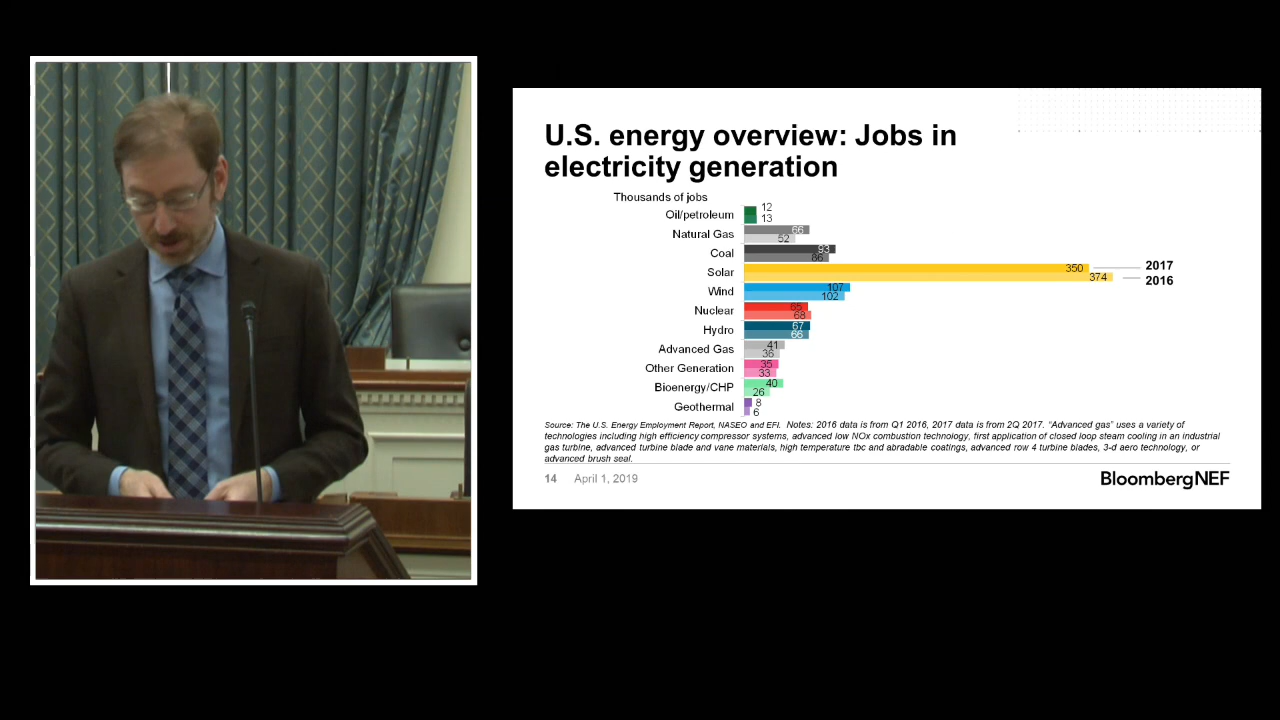 U.S. energy overview: Jobs in
electricity generation
Thousands of jobs
Oil/petroleum 12
13
Natural Gas 66
52
Coal 93
86
Solar 350 2017
374 2016
Wind 107
102
Nuclear 65
68
Hydro 67
66
Advanced Gas 41
36
Other Generation 35
33
Bioenergy/CHP 40
26
Geothermal 8
6
Source: The U.S. Energy Employment Report, NASEO and EFI. Notes: 2016 data is from Q1 2016, 2017 data is from 2Q 2017. "Advanced gas" uses a variety of
technologies including high efficiency compressor systems, advanced low NOx combustion technology, first application of closed loop steam cooling in an industrial
gas turbine, advanced turbine blade and vane materials, high temperature tbc and abradable coatings, advanced row 4 turbine blades, 3-d aero technology, or
advanced brush seal.
14 April 1, 2019 BloombergNEF